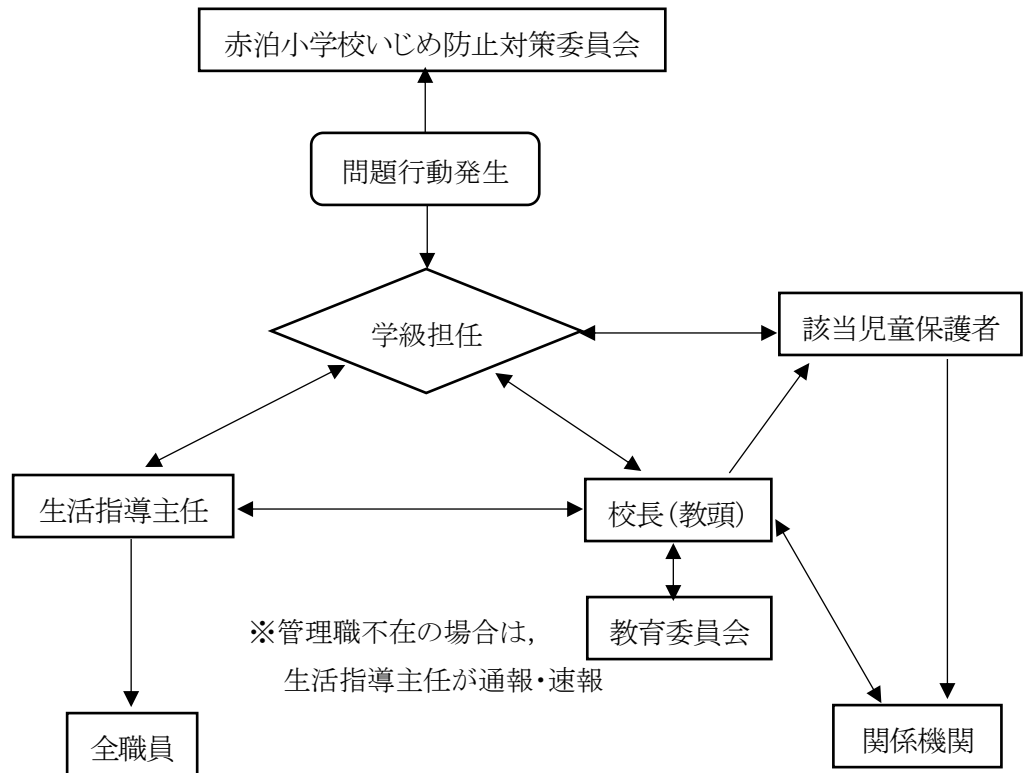 赤泊小学校いじめ防止対策委員会
問題行動発生
学級担任
該当児童保護者
生活指導主任
校長(教頭)
※管理職不在の場合は,
生活指導主任が通報・速報
教育委員会
全職員
関係機関